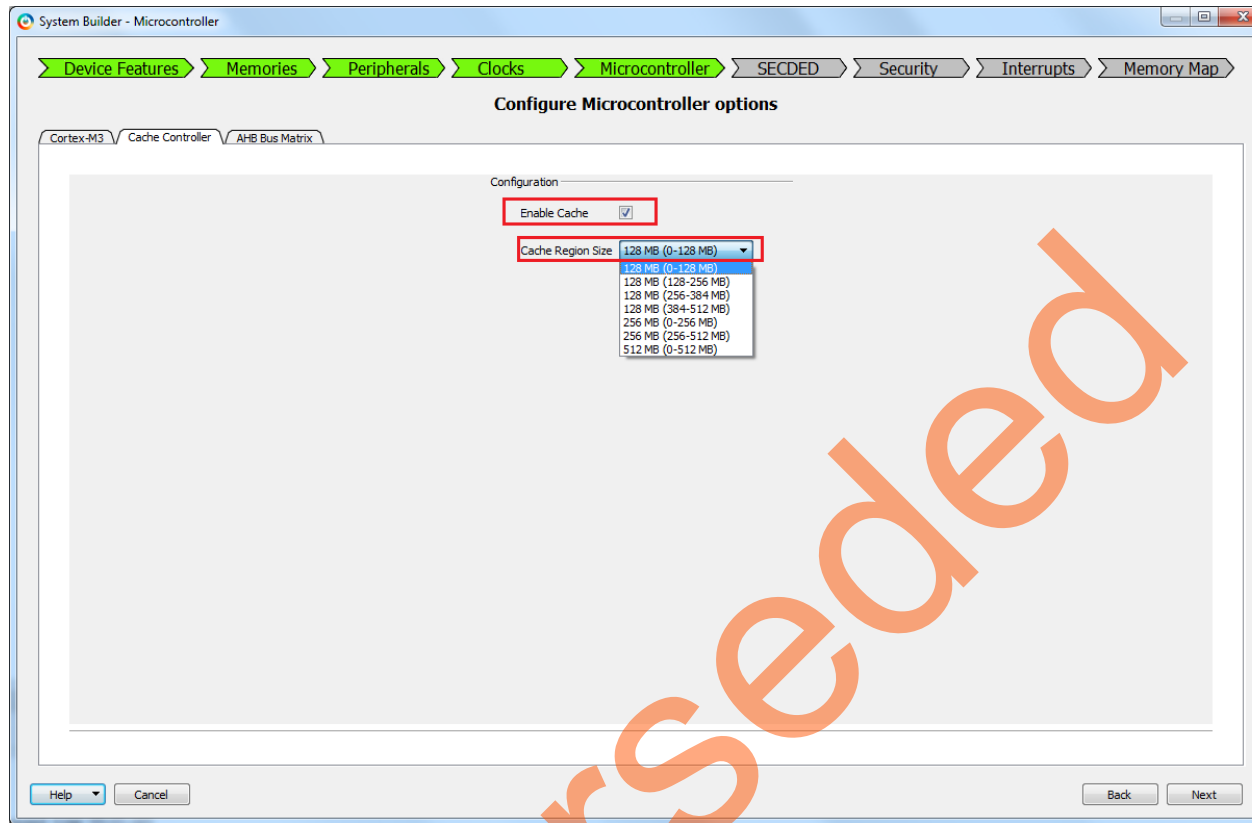 System Builder - Microcontroller
Device Features Memories Peripherals Clocks Microcontroller SECDED Security Interrupts Memory Map
Configure Microcontroller options
Cortex-M3 Cache Controller AHB Bus Matrix
Configuration
Enable Cache
Cache Region Size 128 MB (0-128 MB)
128 MB (0-128 MB)
128 MB (128-256 MB)
128 MB (256-384 MB)
128 MB (384-512 MB)
256 MB (0-256 MB)
256 MB (256-512 MB)
512 MB (0-512 MB)
rseded
Help Cancel Back Next